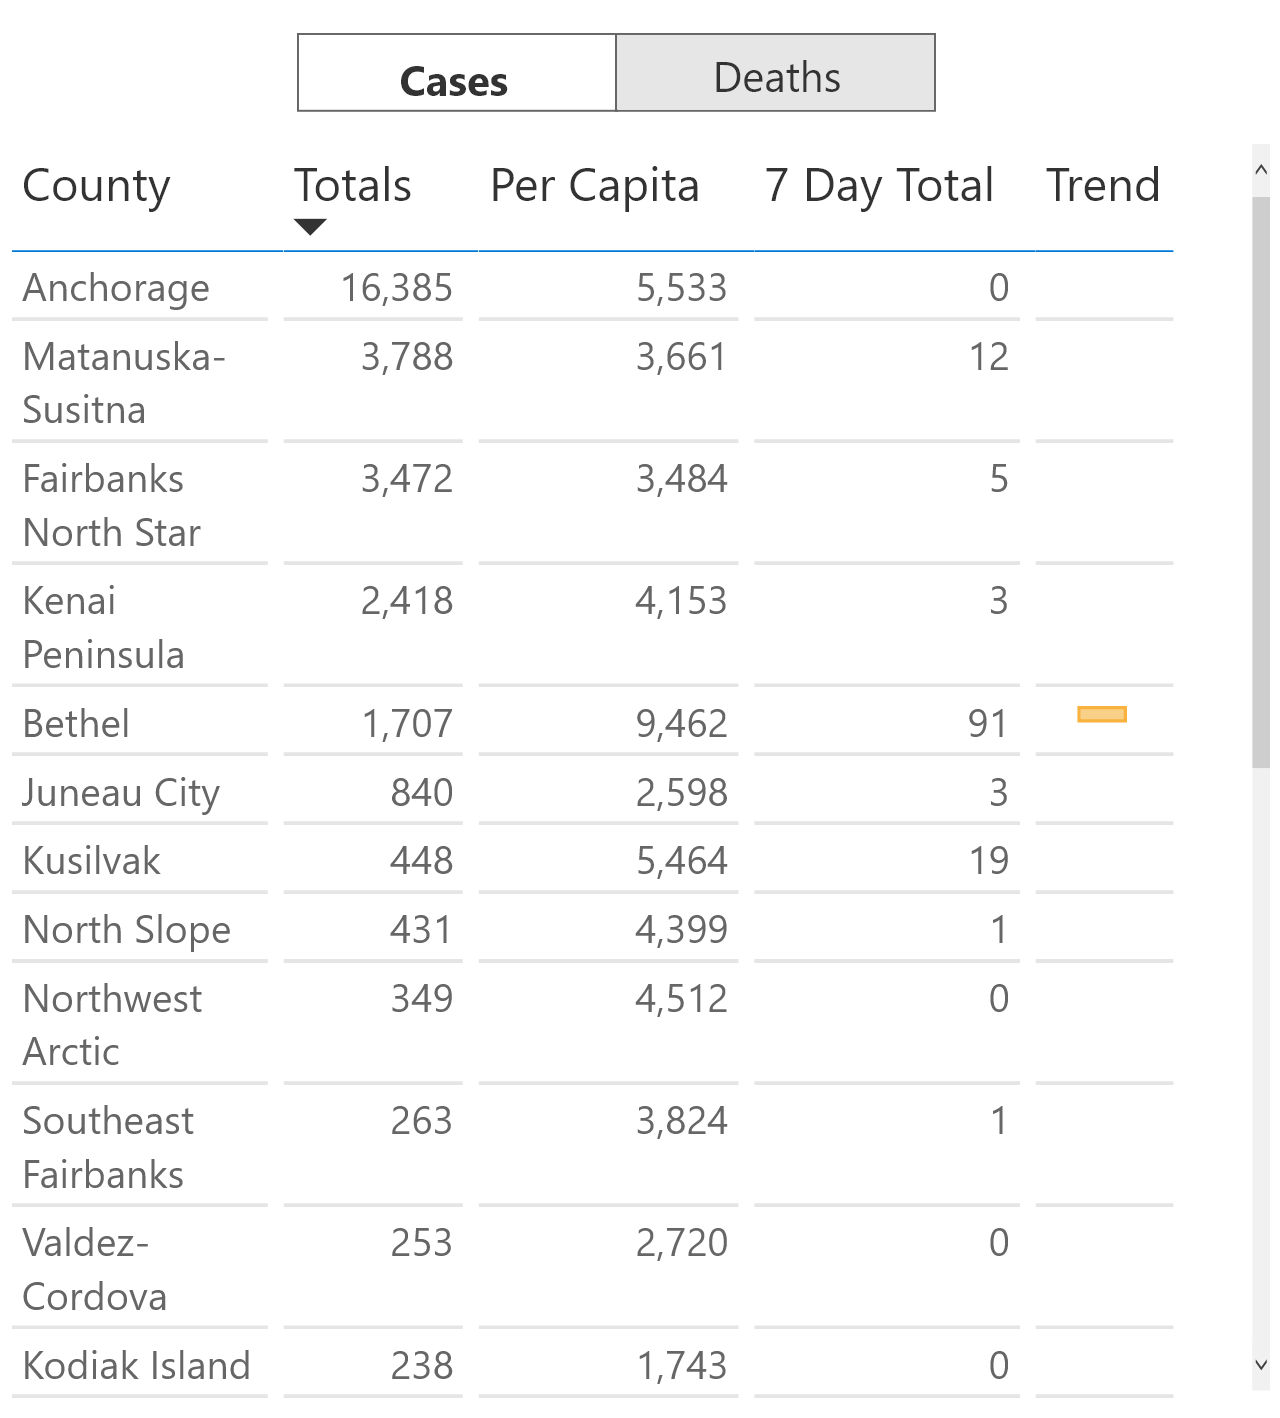 Cases Deaths
County Totals Per Capita 7 Day Total Trend
Anchorage 16,385 5,533 0
Matanuska- 3,788 3,661 12
Susitna
Fairbanks 3,472 3,484 5
North Star
Kenai 2,418 4,153 3
Peninsula
Bethel 1,707 9,462 91
Juneau City 840 2,598 3
Kusilvak 448 5,464 19
North Slope 431 4,399 1
Northwest 349 4,512 0
Arctic
Southeast 263 3,824 1
Fairbanks
Valdez- 253 2,720 0
Cordova
Kodiak Island 238 1,743 0